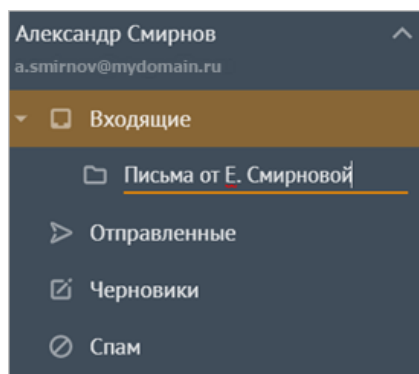 Александр Смирнов
a.smirnov@mydomain.ru
Входящие
Письма от Е. Смирновой
Отправленные
Черновики
Спам